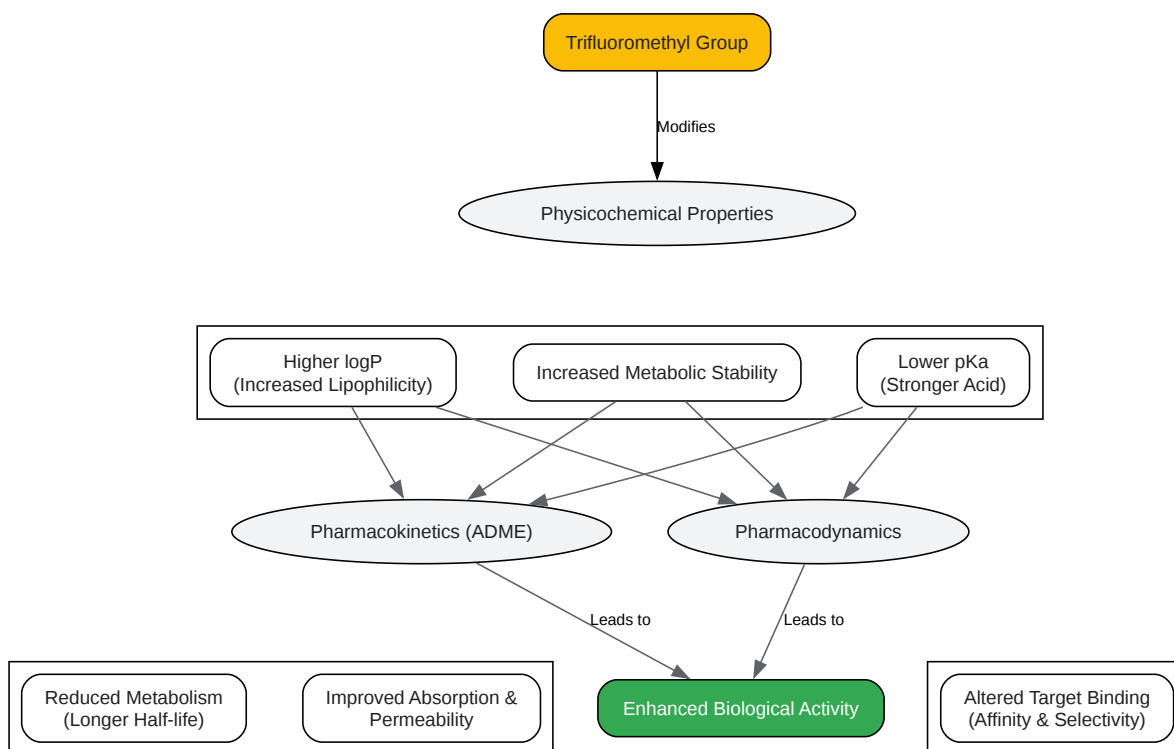 Trifluoromethyl Group
Modifies
Physicochemical Properties
Higher logP
(Increased Lipophilicity)
Increased Metabolic Stability
Lower pKa
(Stronger Acid)
Pharmacokinetics (ADME)
Pharmacodynamics
Leads to
Leads to
Reduced Metabolism
(Longer Half-life)
Improved Absorption &
Permeability
Enhanced Biological Activity
Altered Target Binding
(Affinity & Selectivity)